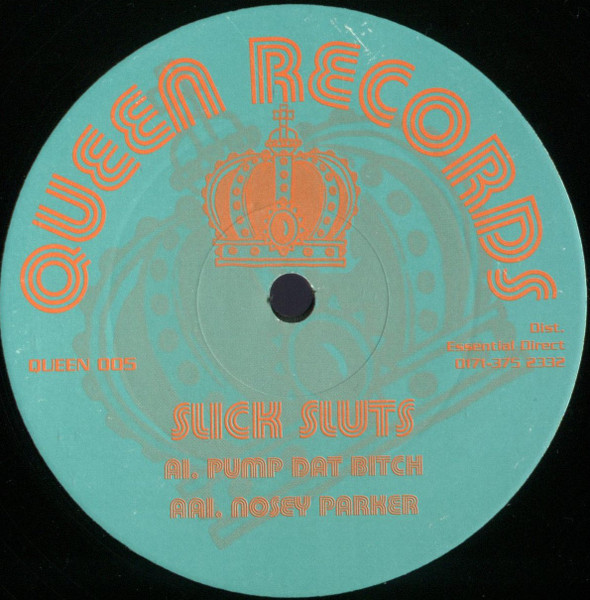 QUEEN RECORDS
QUEEN 005
Dist.
Essential Direct
0171-375 2332
SLICK SLUTS
A1. PUMP DAT BITCH
AA1. NOSEY PARKER